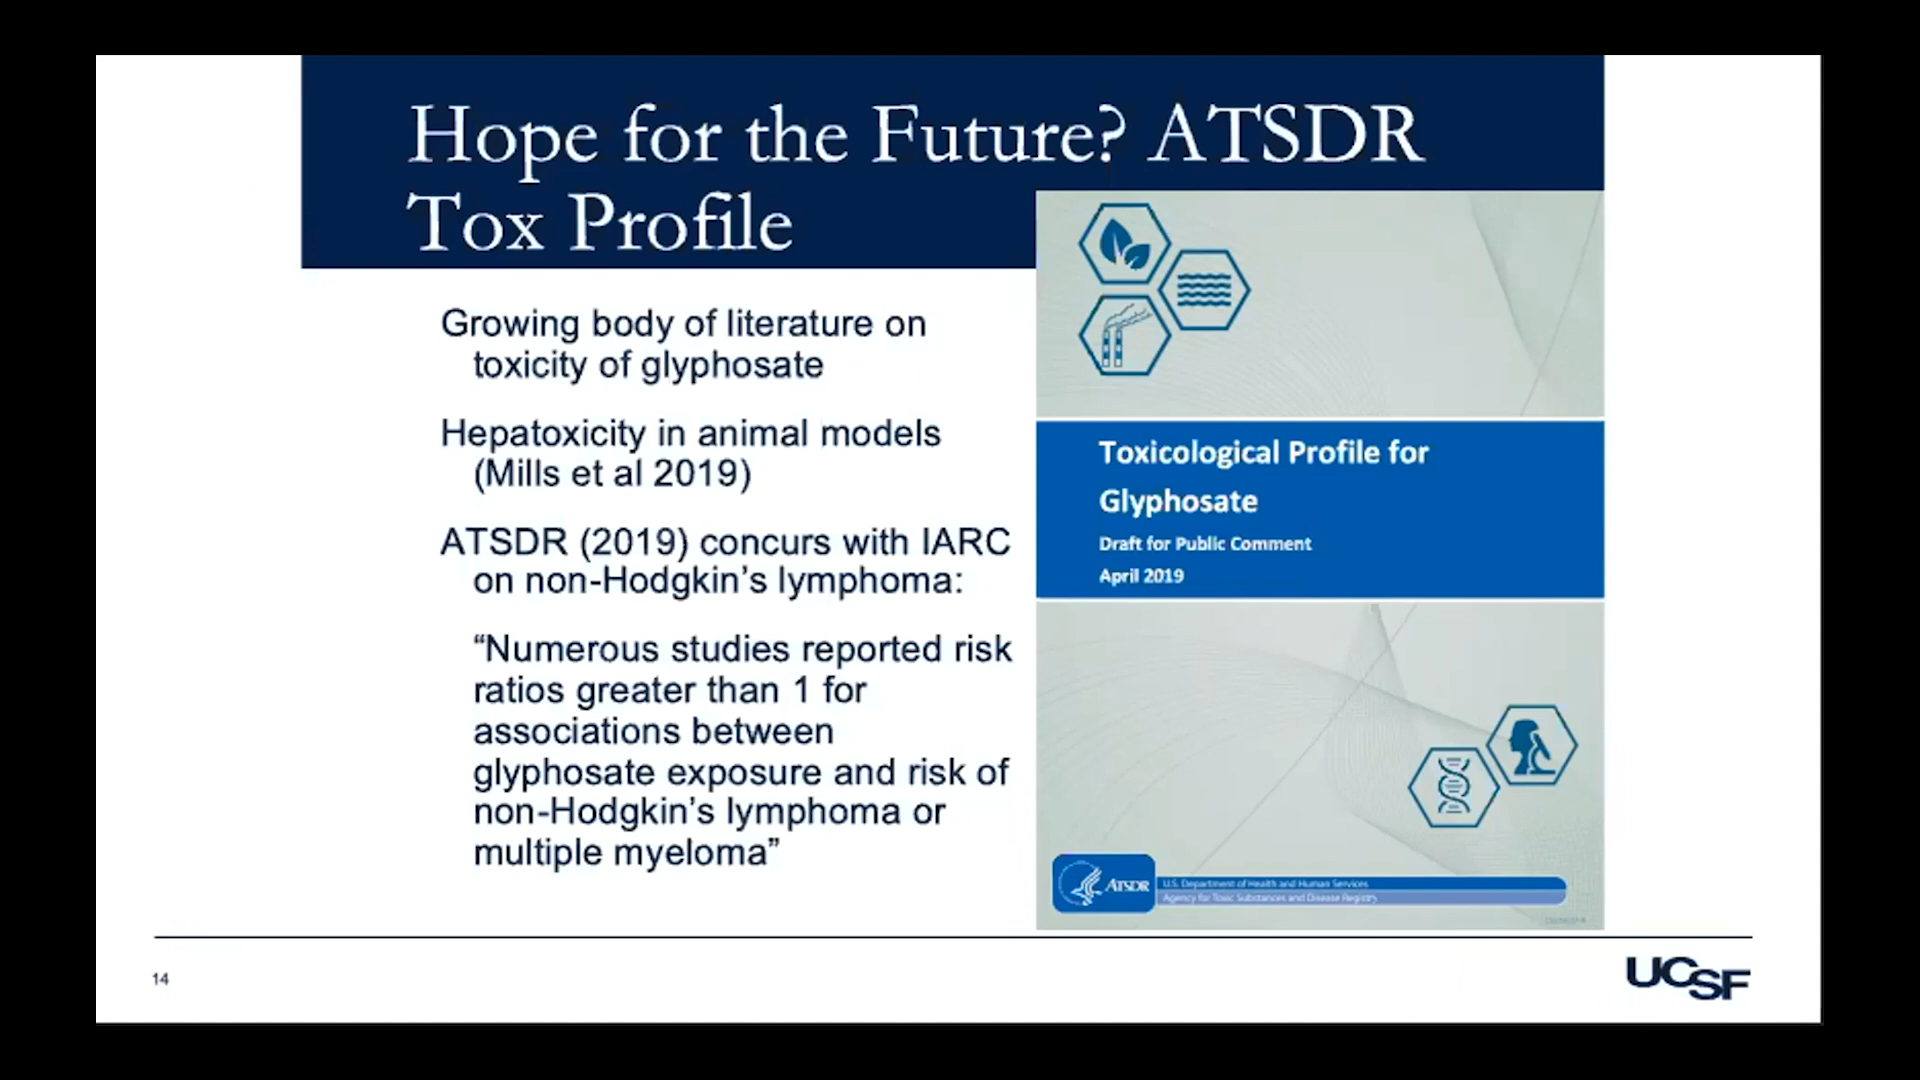 Hope for the Future? ATSDR
Tox Profile
Growing body of literature on
toxicity of glyphosate
Hepatoxicity in animal models
(Mills et al 2019)
ATSDR (2019) concurs with IARC
on non-Hodgkin’s lymphoma:
“Numerous studies reported risk
ratios greater than 1 for
associations between
glyphosate exposure and risk of
non-Hodgkin’s lymphoma or
multiple myeloma”
Toxicological Profile for
Glyphosate
Draft for Public Comment
April 2019
ATSDR
U.S. Department of Health and Human Services
Agency for Toxic Substances and Disease Registry
14
UCSF